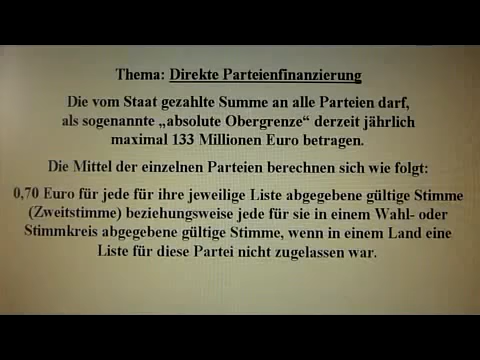 Thema: Direkte Parteienfinanzierung
Die vom Staat gezahlte Summe an alle Parteien darf,
als sogenannte „absolute Obergrenze“ derzeit jährlich
maximal 133 Millionen Euro betragen.
Die Mittel der einzelnen Parteien berechnen sich wie folgt:
0,70 Euro für jede für ihre jeweilige Liste abgegebene gültige Stimme
(Zweitstimme) beziehungsweise jede für sie in einem Wahl- oder
Stimmkreis abgegebene gültige Stimme, wenn in einem Land eine
Liste für diese Partei nicht zugelassen war.